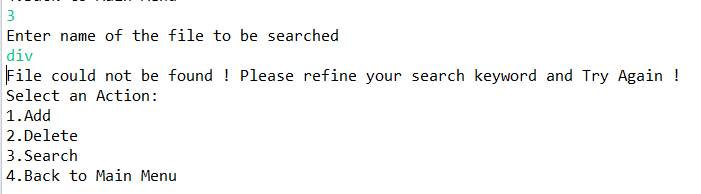 3
Enter name of the file to be searched
div
File could not be found ! Please refine your search keyword and Try Again !
Select an Action:
1.Add
2.Delete
3.Search
4.Back to Main Menu